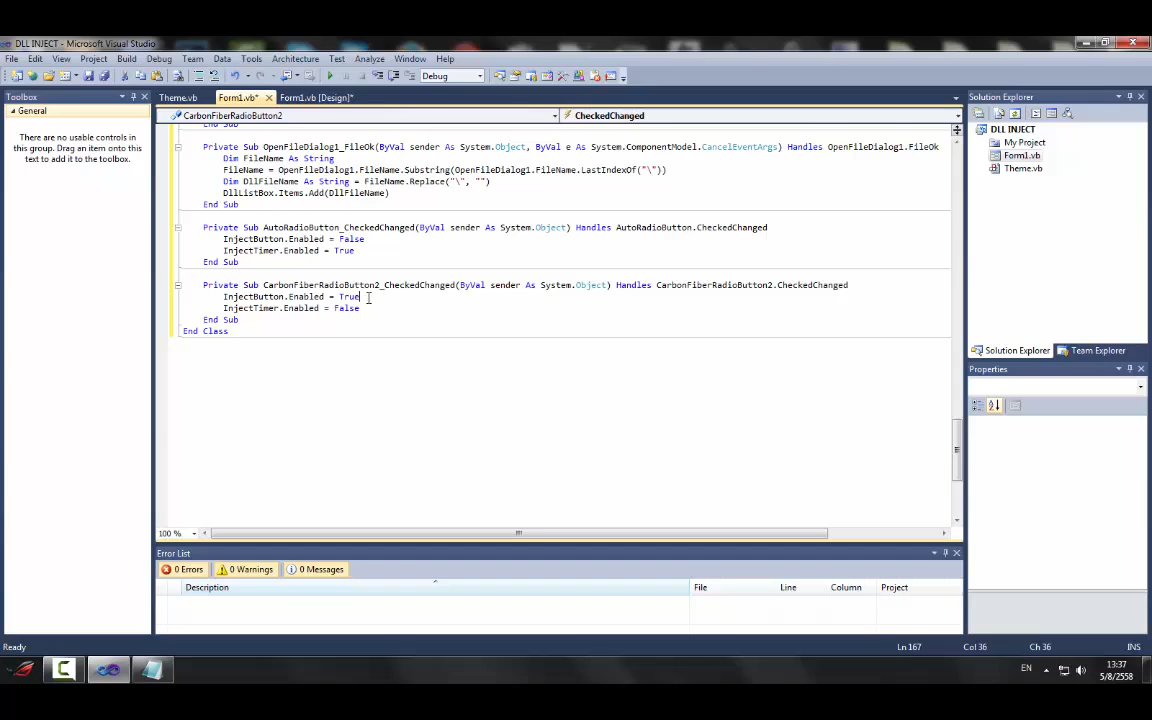 DLL INJECT - Microsoft Visual Studio
File Edit View Project Build Debug Team Data Tools Architecture Test Analyze Window Help
Debug
Toolbox
General
There are no usable controls in
this group. Drag an item onto this
text to add it to the toolbox.
Theme.vb Form1.vb* Form1.vb [Design]*
CarbonFiberRadioButton2 CheckedChanged
End Sub
Private Sub OpenFileDialog1_FileOk(ByVal sender As System.Object, ByVal e As System.ComponentModel.CancelEventArgs) Handles OpenFileDialog1.FileOk
Dim FileName As String
FileName = OpenFileDialog1.FileName.Substring(OpenFileDialog1.FileName.LastIndexOf("\"))
Dim DllFileName As String = FileName.Replace("\", "")
DllListBox.Items.Add(DllFileName)
End Sub
Private Sub AutoRadioButton_CheckedChanged(ByVal sender As System.Object) Handles AutoRadioButton.CheckedChanged
InjectButton.Enabled = False
InjectTimer.Enabled = True
End Sub
Private Sub CarbonFiberRadioButton2_CheckedChanged(ByVal sender As System.Object) Handles CarbonFiberRadioButton2.CheckedChanged
InjectButton.Enabled = True
InjectTimer.Enabled = False
End Sub
End Class
100 %
Error List
0 Errors 0 Warnings 0 Messages
Description File Line Column Project
Solution Explorer
DLL INJECT
My Project
Form1.vb
Theme.vb
Solution Explorer Team Explorer
Properties
Ready Ln 167 Col 36 Ch 36 INS
EN
13:37
5/8/2558